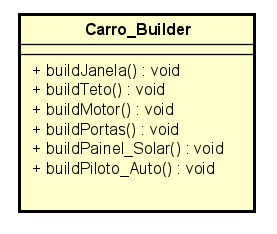 Carro_Builder
+ buildJanela() : void
+ buildTeto() : void
+ buildMotor() : void
+ buildPortas() : void
+ buildPainel_Solar() : void
+ buildPiloto_Auto() : void